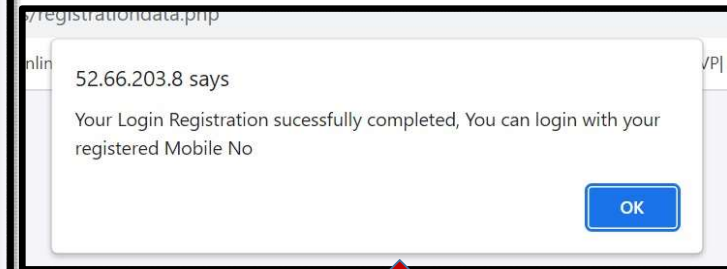 s/registrationdata.php
nlin
VP|
52.66.203.8 says
Your Login Registration sucessfully completed, You can login with your
registered Mobile No
OK